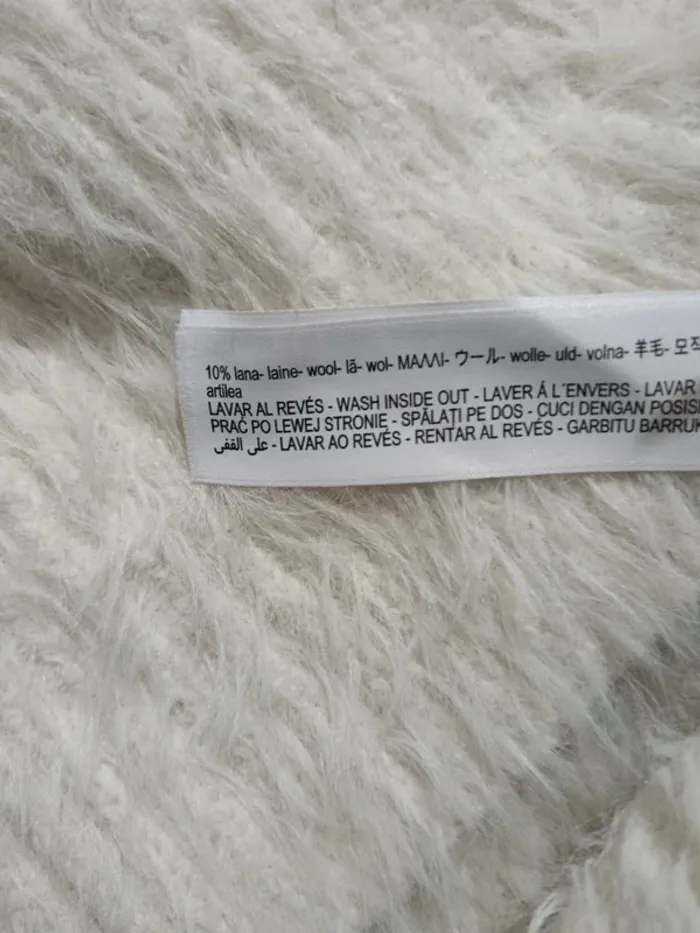 10% lana- laine- wool- lã- wol- ΜΑΛΛΙ- ウール- wolle- uld- volna- 羊毛- 모직
artilea
LAVAR AL REVÉS - WASH INSIDE OUT - LAVER Á L´ENVERS - LAVAR
PRAĆ PO LEWEJ STRONIE - SPĂLAȚI PE DOS - CUCI DENGAN POSISI
على القفى - LAVAR AO REVÉS - RENTAR AL REVÉS - GARBITU BARRUK